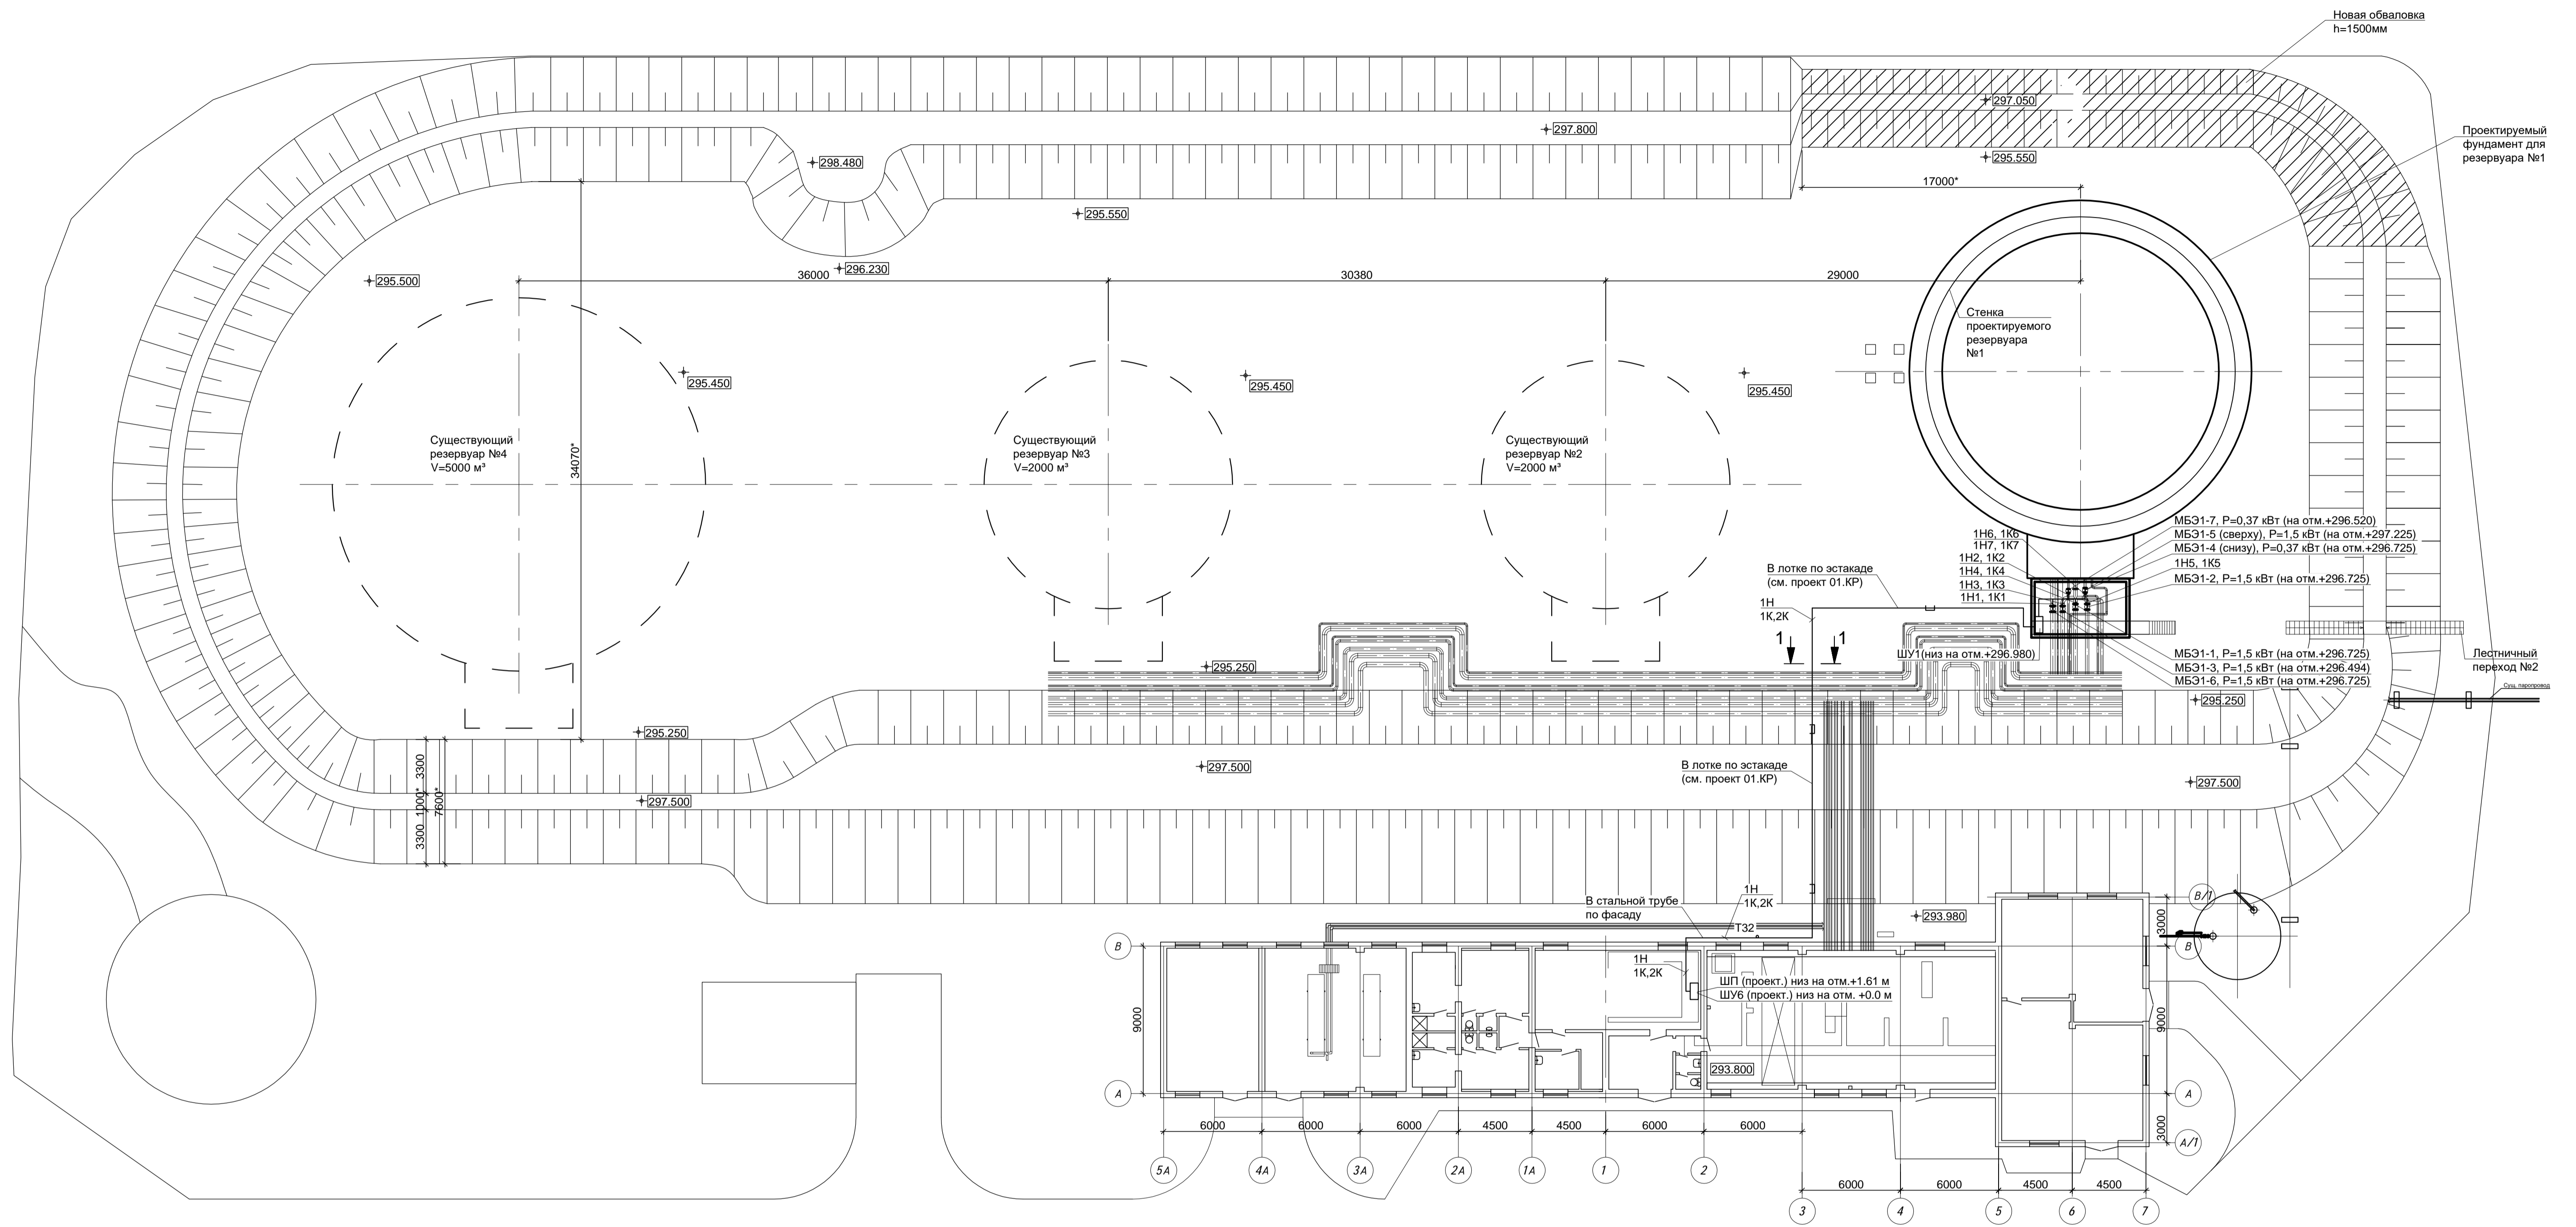 Новая обваловка
h=1500мм
297.050
297.800
Проектируемый
фундамент для
резервуара №1
298.480
295.550
17000*
295.550
296.230
295.500
36000
30380
29000
Стенка
проектируемого
резервуара
№1
295.450
295.450
295.450
Существующий
резервуар №4
V=5000 м³
34070*
Существующий
резервуар №3
V=2000 м³
Существующий
резервуар №2
V=2000 м³
МБЭ1-7, P=0,37 кВт (на отм.+296.520)
МБЭ1-5 (сверху), P=1,5 кВт (на отм.+297.225)
МБЭ1-4 (снизу), P=0,37 кВт (на отм.+296.725)
1Н5, 1К5
МБЭ1-2, P=1,5 кВт (на отм.+296.725)
1Н6, 1К6
1Н7, 1К7
1Н2, 1К2
1Н4, 1К4
1Н3, 1К3
1Н1, 1К1
В лотке по эстакаде
(см. проект 01.КР)
1Н
1К,2К
1
1
ШУ1(низ на отм.+296.980)
МБЭ1-1, P=1,5 кВт (на отм.+296.725)
МБЭ1-3, P=1,5 кВт (на отм.+296.494)
МБЭ1-6, P=1,5 кВт (на отм.+296.725)
Лестничный
переход №2
Сущ. паропровод
295.250
295.250
295.250
3300
1000*
3300
7600*
297.500
297.500
297.500
В лотке по эстакаде
(см. проект 01.КР)
1Н
1К,2К
В стальной трубе
по фасаду
Т32
293.980
1Н
1К,2К
ШП (проект.) низ на отм.+1.61 м
ШУ6 (проект.) низ на отм. +0.0 м
293.800
В
А
9000
В/1
В
А
А/1
3000
9000
3000
6000
6000
6000
4500
4500
6000
6000
5А
4А
3А
2А
1А
1
2
6000
6000
4500
4500
3
4
5
6
7